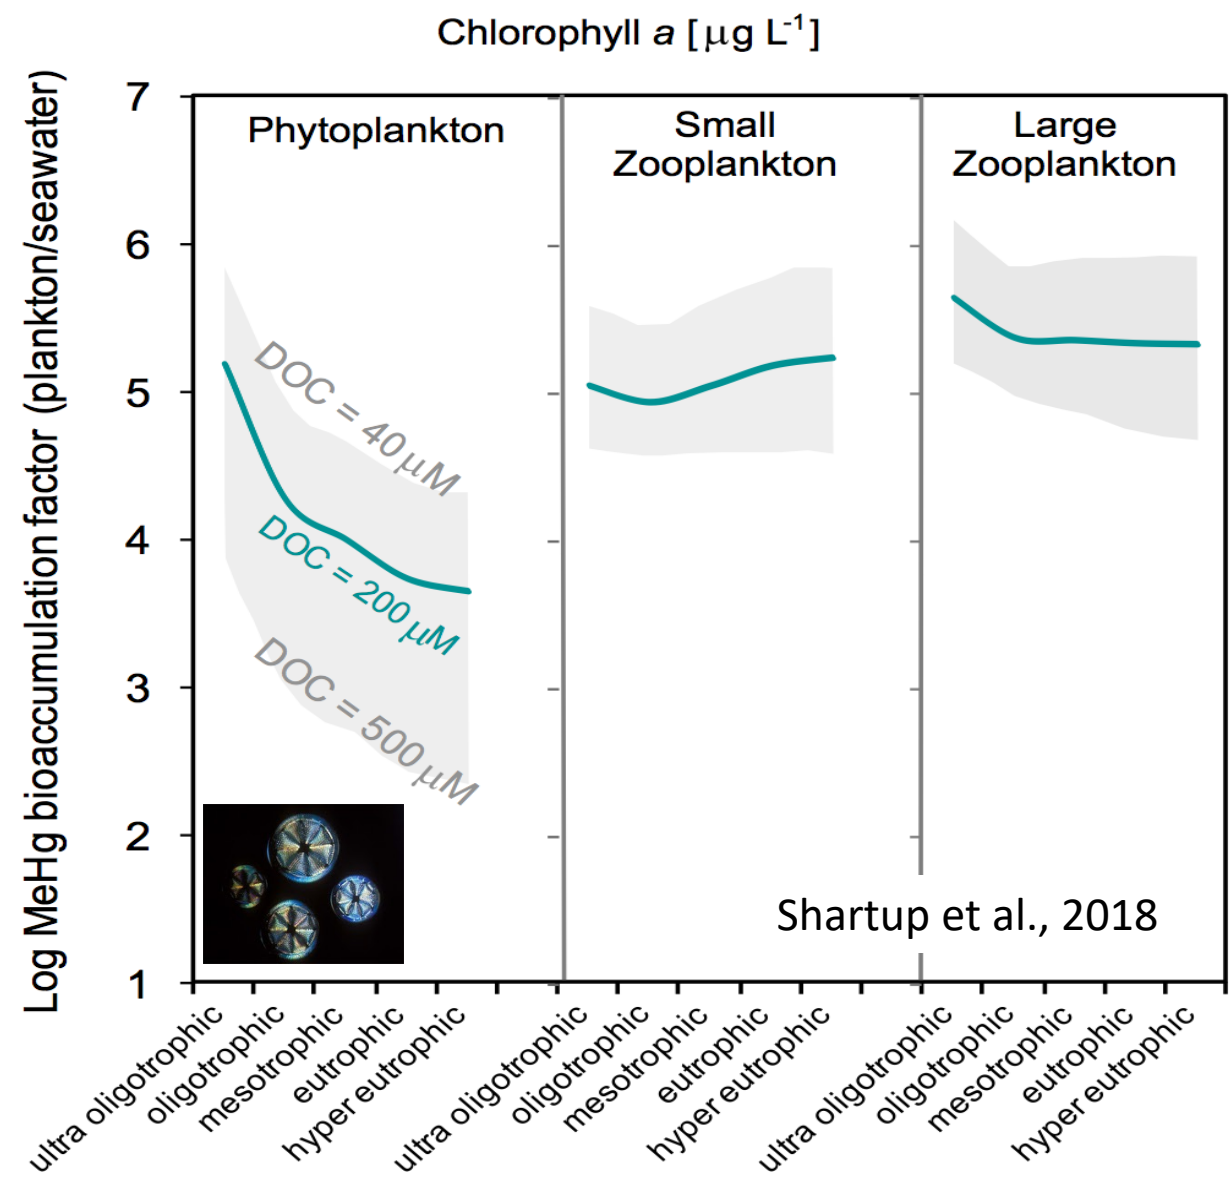 Chlorophyll a [μg L⁻¹]
Log MeHg bioaccumulation factor (plankton/seawater)
7
6
5
4
3
2
1
Phytoplankton
DOC = 40 μM
DOC = 200 μM
DOC = 500 μM
Small
Zooplankton
Large
Zooplankton
Shartup et al., 2018
ultra oligotrophic
oligotrophic
mesotrophic
eutrophic
hyper eutrophic
ultra oligotrophic
oligotrophic
mesotrophic
eutrophic
hyper eutrophic
ultra oligotrophic
oligotrophic
mesotrophic
eutrophic
hyper eutrophic